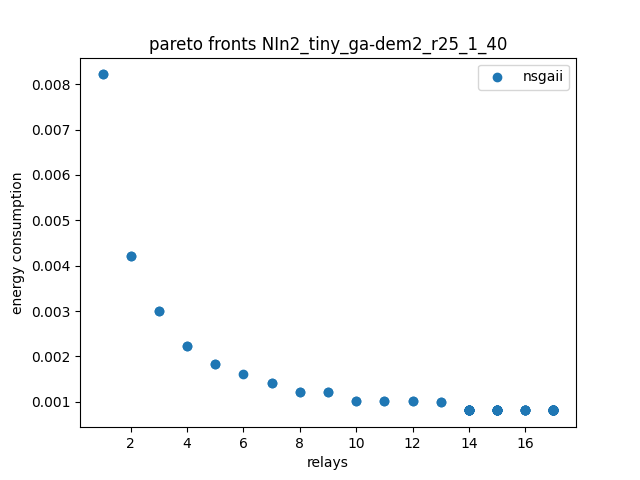 pareto fronts NIn2_tiny_ga-dem2_r25_1_40
nsgaii
0.008
0.007
0.006
0.005
0.004
0.003
0.002
0.001
energy consumption
2 4 6 8 10 12 14 16
relays